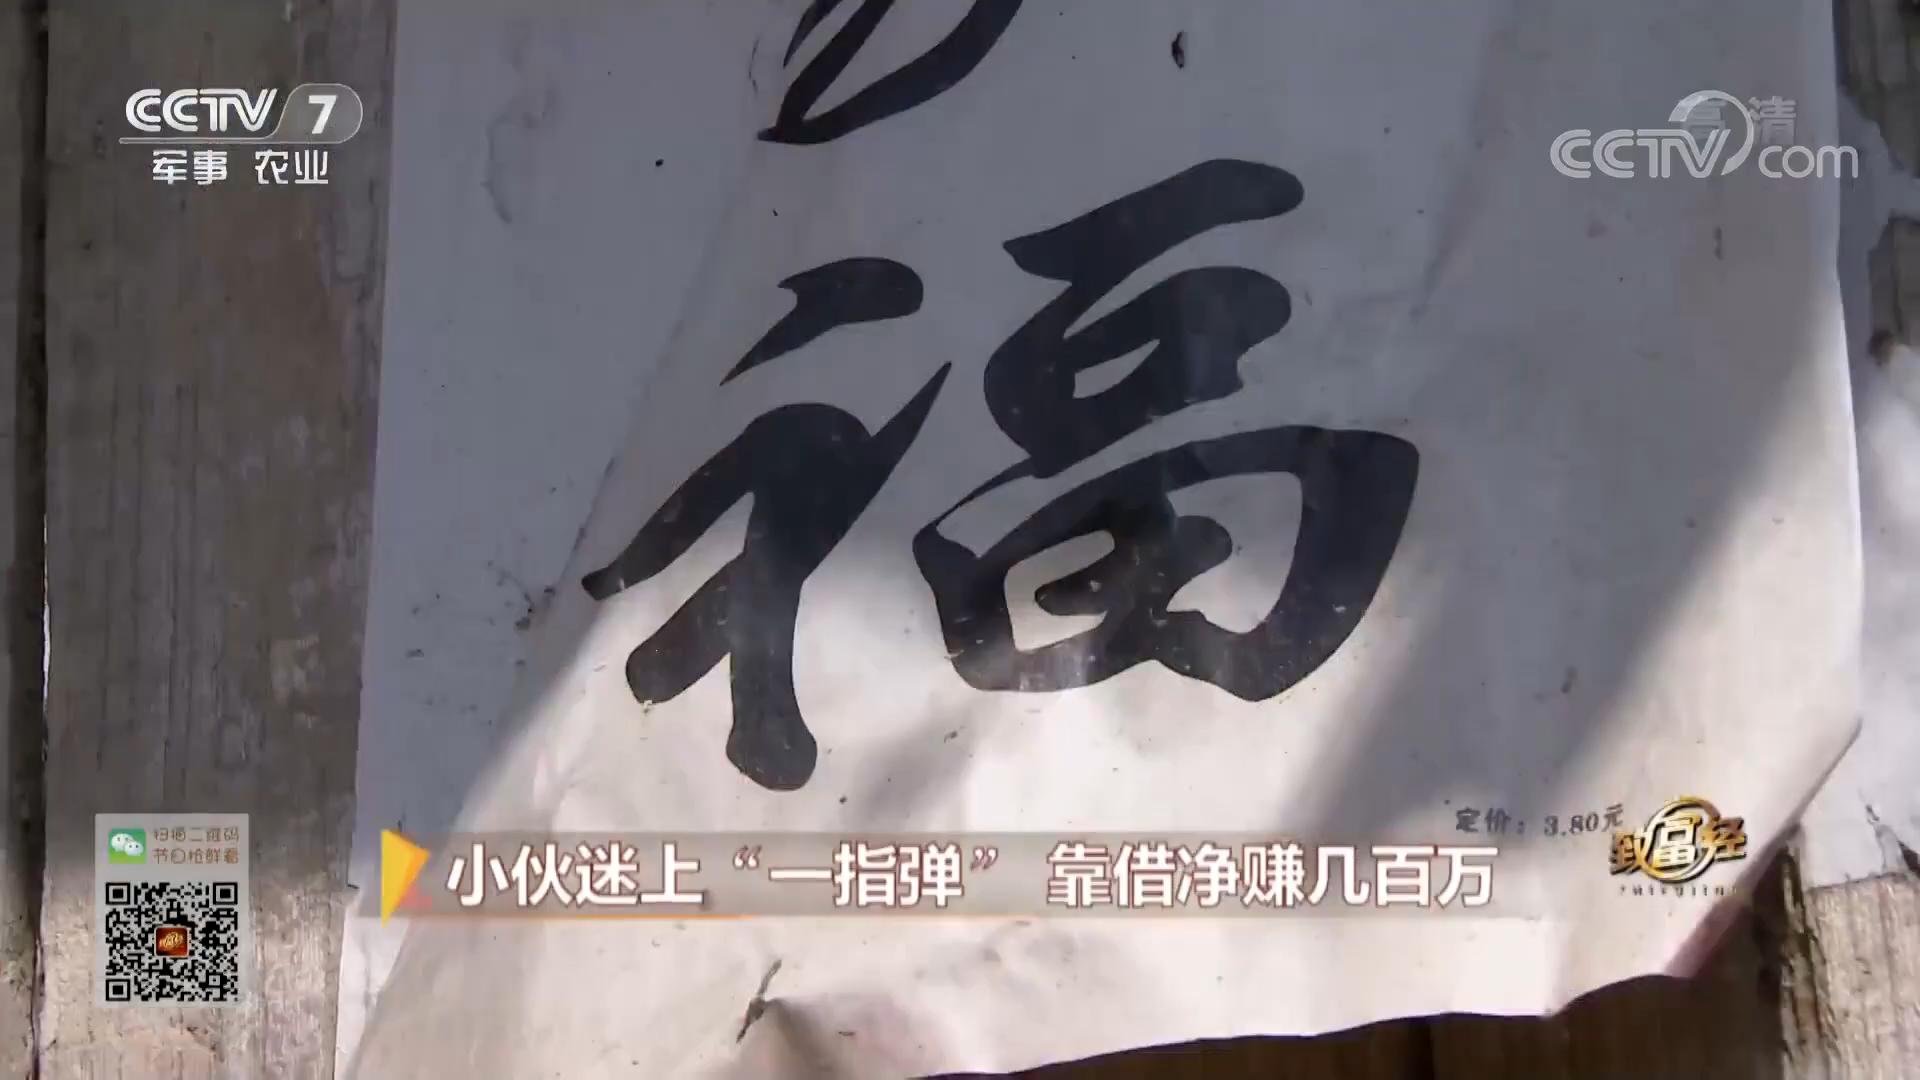 CCTV 7
军事 农业
高清
CCTV.com
福
定价：3.80元
扫描二维码
节目抢鲜看
小伙迷上“一指弹” 靠借净赚几百万
致富经